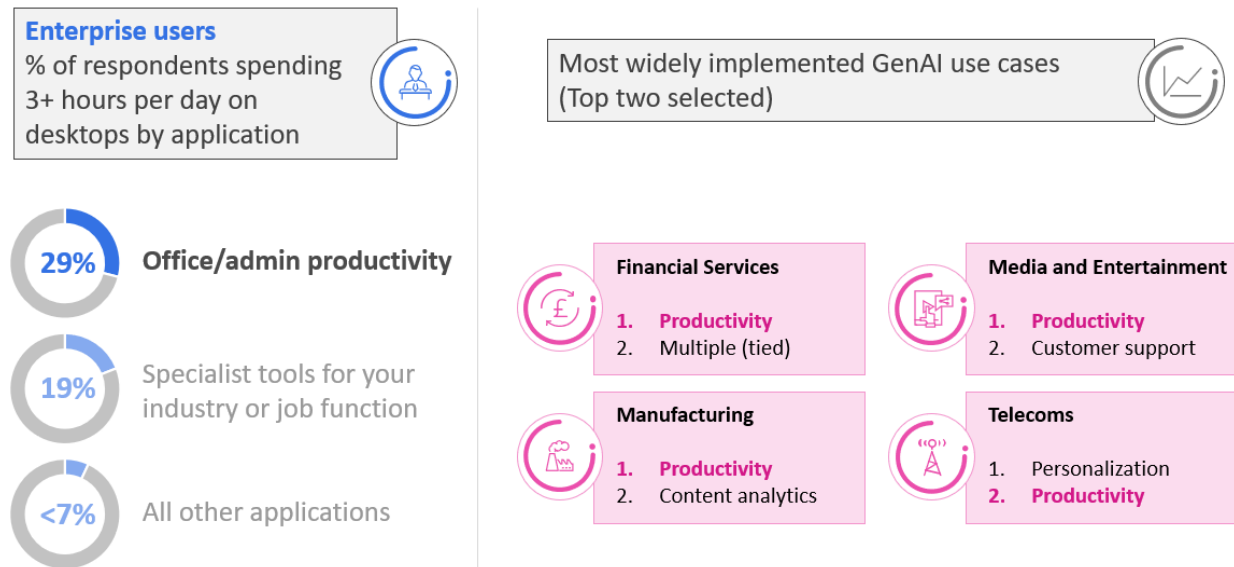 Enterprise users
% of respondents spending
3+ hours per day on
desktops by application
29%
Office/admin productivity
19%
Specialist tools for your
industry or job function
<7%
All other applications
Most widely implemented GenAI use cases
(Top two selected)
£
Financial Services
1. Productivity
2. Multiple (tied)
Media and Entertainment
1. Productivity
2. Customer support
Manufacturing
1. Productivity
2. Content analytics
Telecoms
1. Personalization
2. Productivity